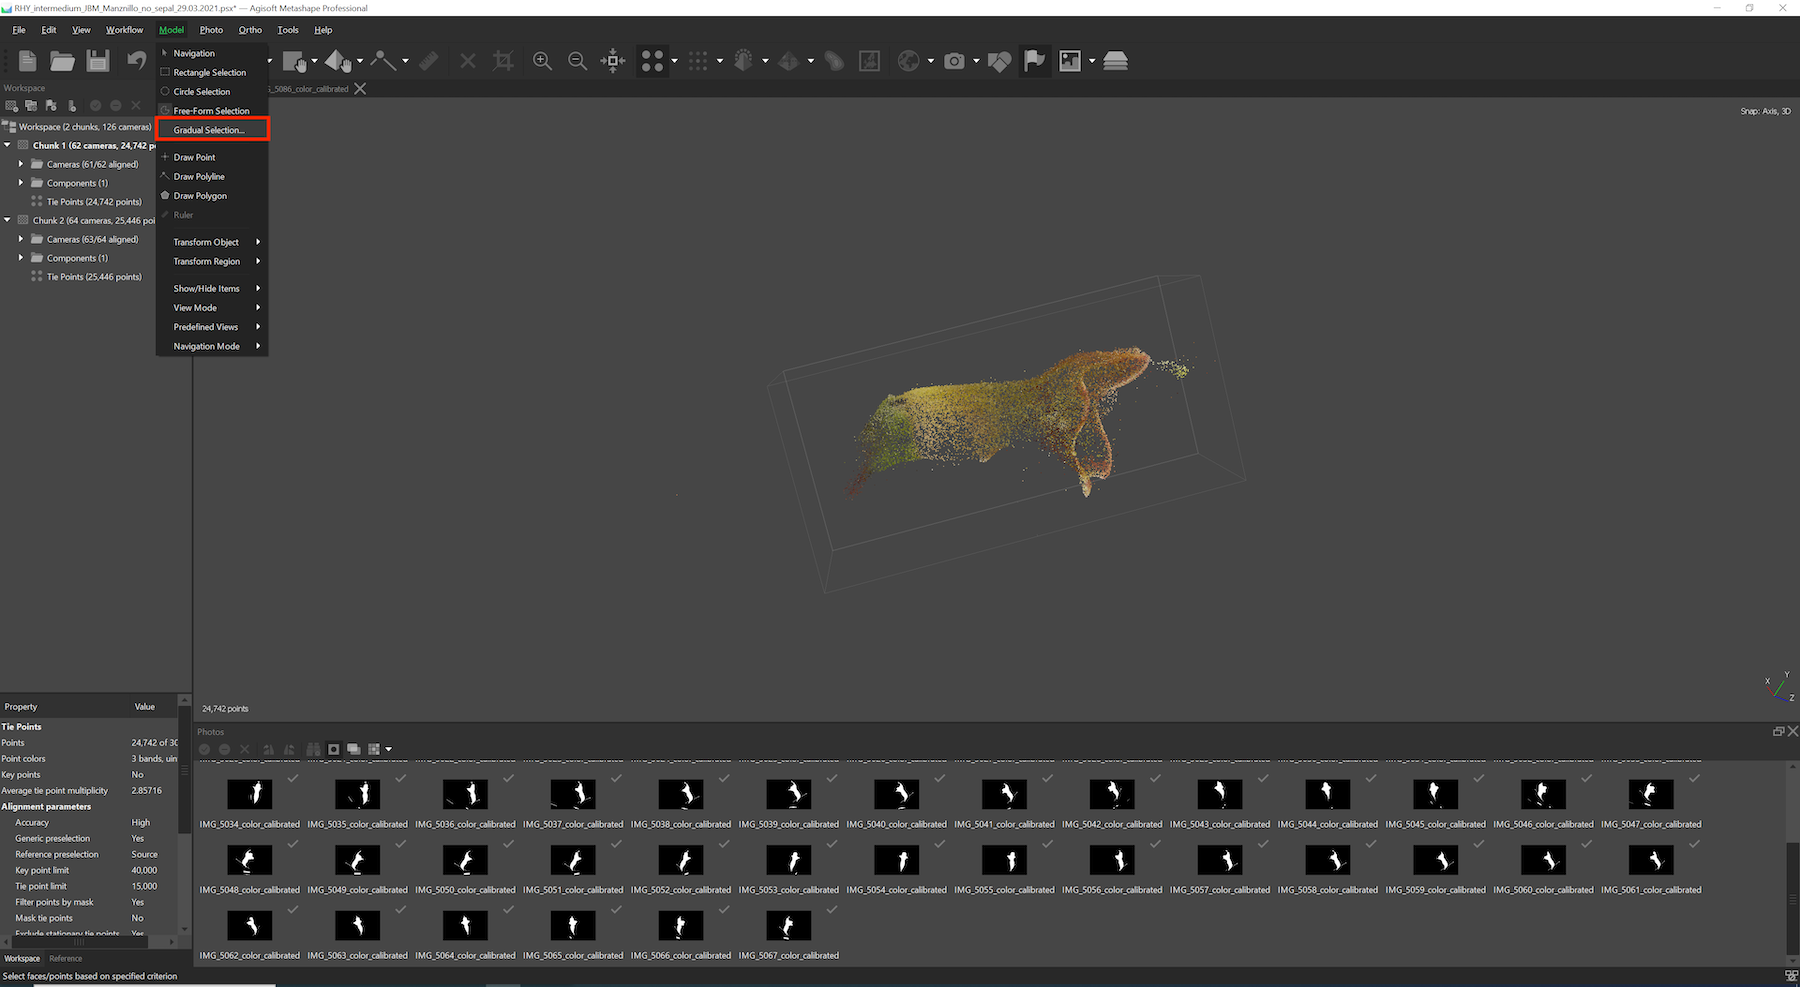 RHY_intermedium_JBM_Manznillo_no_sepal_29.03.2021.psx* — Agisoft Metashape Professional
File Edit View Workflow Model Photo Ortho Tools Help
Workspace
5_5086_color_calibrated
Workspace (2 chunks, 126 cameras)
Chunk 1 (62 cameras, 24,742 p
Cameras (61/62 aligned)
Components (1)
Tie Points (24,742 points)
Chunk 2 (64 cameras, 25,446 poi
Cameras (63/64 aligned)
Components (1)
Tie Points (25,446 points)
Navigation
Rectangle Selection
Circle Selection
Free-Form Selection
Gradual Selection...
Draw Point
Draw Polyline
Draw Polygon
Ruler
Transform Object
Transform Region
Show/Hide Items
View Mode
Predefined Views
Navigation Mode
Snap: Axis, 3D
X Y Z
24,742 points
Property Value
Tie Points
Points 24,742 of 30
Point colors 3 bands, uin
Key points No
Average tie point multiplicity 2.85716
Alignment parameters
Accuracy High
Generic preselection Yes
Reference preselection Source
Key point limit 40,000
Tie point limit 15,000
Filter points by mask Yes
Mask tie points No
Exclude stationary tie points Yes
Workspace Reference
Select faces/points based on specified criterion
Photos
IMG_5034_color_calibrated IMG_5035_color_calibrated IMG_5036_color_calibrated IMG_5037_color_calibrated IMG_5038_color_calibrated IMG_5039_color_calibrated IMG_5040_color_calibrated IMG_5041_color_calibrated IMG_5042_color_calibrated IMG_5043_color_calibrated IMG_5044_color_calibrated IMG_5045_color_calibrated IMG_5046_color_calibrated IMG_5047_color_calibrated
IMG_5048_color_calibrated IMG_5049_color_calibrated IMG_5050_color_calibrated IMG_5051_color_calibrated IMG_5052_color_calibrated IMG_5053_color_calibrated IMG_5054_color_calibrated IMG_5055_color_calibrated IMG_5056_color_calibrated IMG_5057_color_calibrated IMG_5058_color_calibrated IMG_5059_color_calibrated IMG_5060_color_calibrated IMG_5061_color_calibrated
IMG_5062_color_calibrated IMG_5063_color_calibrated IMG_5064_color_calibrated IMG_5065_color_calibrated IMG_5066_color_calibrated IMG_5067_color_calibrated